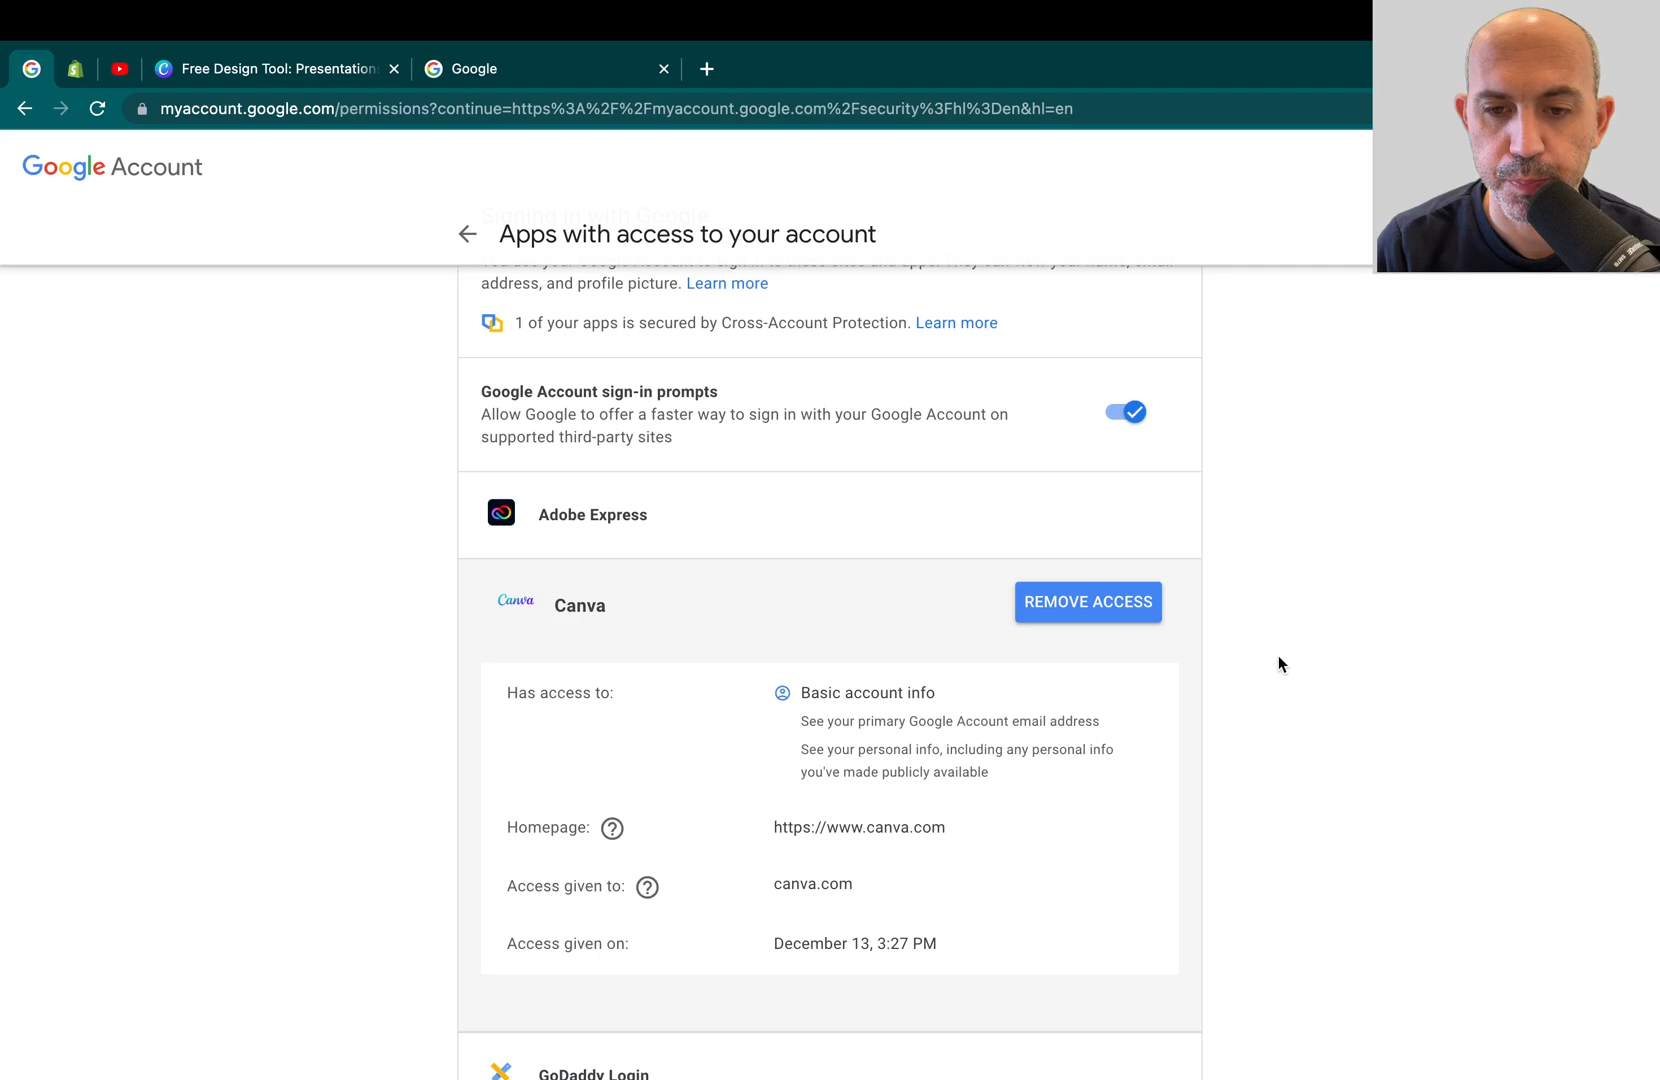 Free Design Tool: Presentation
Google
myaccount.google.com/permissions?continue=https%3A%2F%2Fmyaccount.google.com%2Fsecurity%3Fhl%3Den&hl=en
Google Account
Signing in with Google
Apps with access to your account
address, and profile picture. Learn more
1 of your apps is secured by Cross-Account Protection. Learn more
Google Account sign-in prompts
Allow Google to offer a faster way to sign in with your Google Account on
supported third-party sites
Adobe Express
Canva
Canva
REMOVE ACCESS
Has access to:
Basic account info
See your primary Google Account email address
See your personal info, including any personal info
you've made publicly available
Homepage:
https://www.canva.com
Access given to:
canva.com
Access given on:
December 13, 3:27 PM
GoDaddy Login